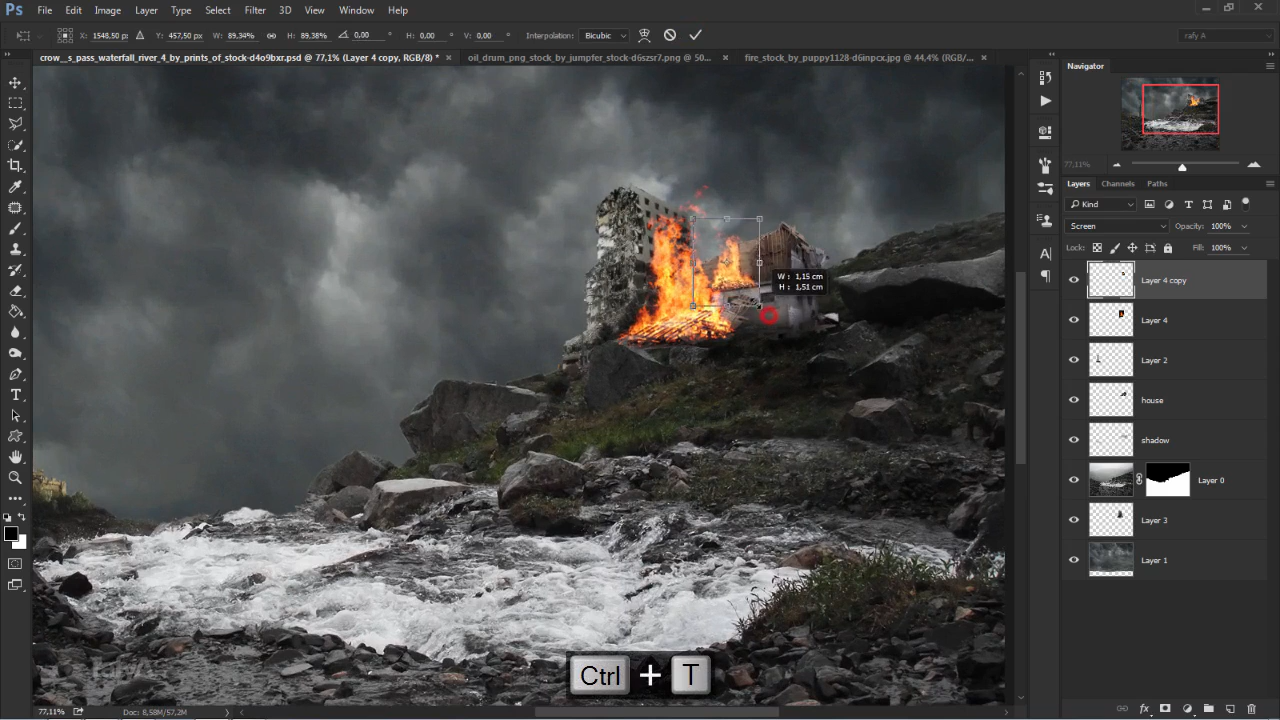 Ps File Edit Image Layer Type Select Filter 3D View Window Help
X: 1548,50 px Y: 457,50 px W: 89,34% H: 89,38% 0,00 ° H: 0,00 ° V: 0,00 ° Interpolation: Bicubic rafy A
crow__s_pass_waterfall_river_4_by_prints_of_stock-d4o9bxr.psd @ 77,1% (Layer 4 copy, RGB/8) * × oil_drum_png_stock_by_jumpfer_stock-d6szsr7.png @ 50... × fire_stock_by_puppy1128-d6inpcx.jpg @ 44,4% (RGB/... ×
Navigator
77,11%
Layers Channels Paths
Kind
Screen Opacity: 100%
Lock: Fill: 100%
Layer 4 copy
Layer 4
Layer 2
house
shadow
Layer 0
Layer 3
Layer 1
W : 1,15 cm
H : 1,51 cm
Ctrl + T
77,11% Doc: 8,58M/57,2M